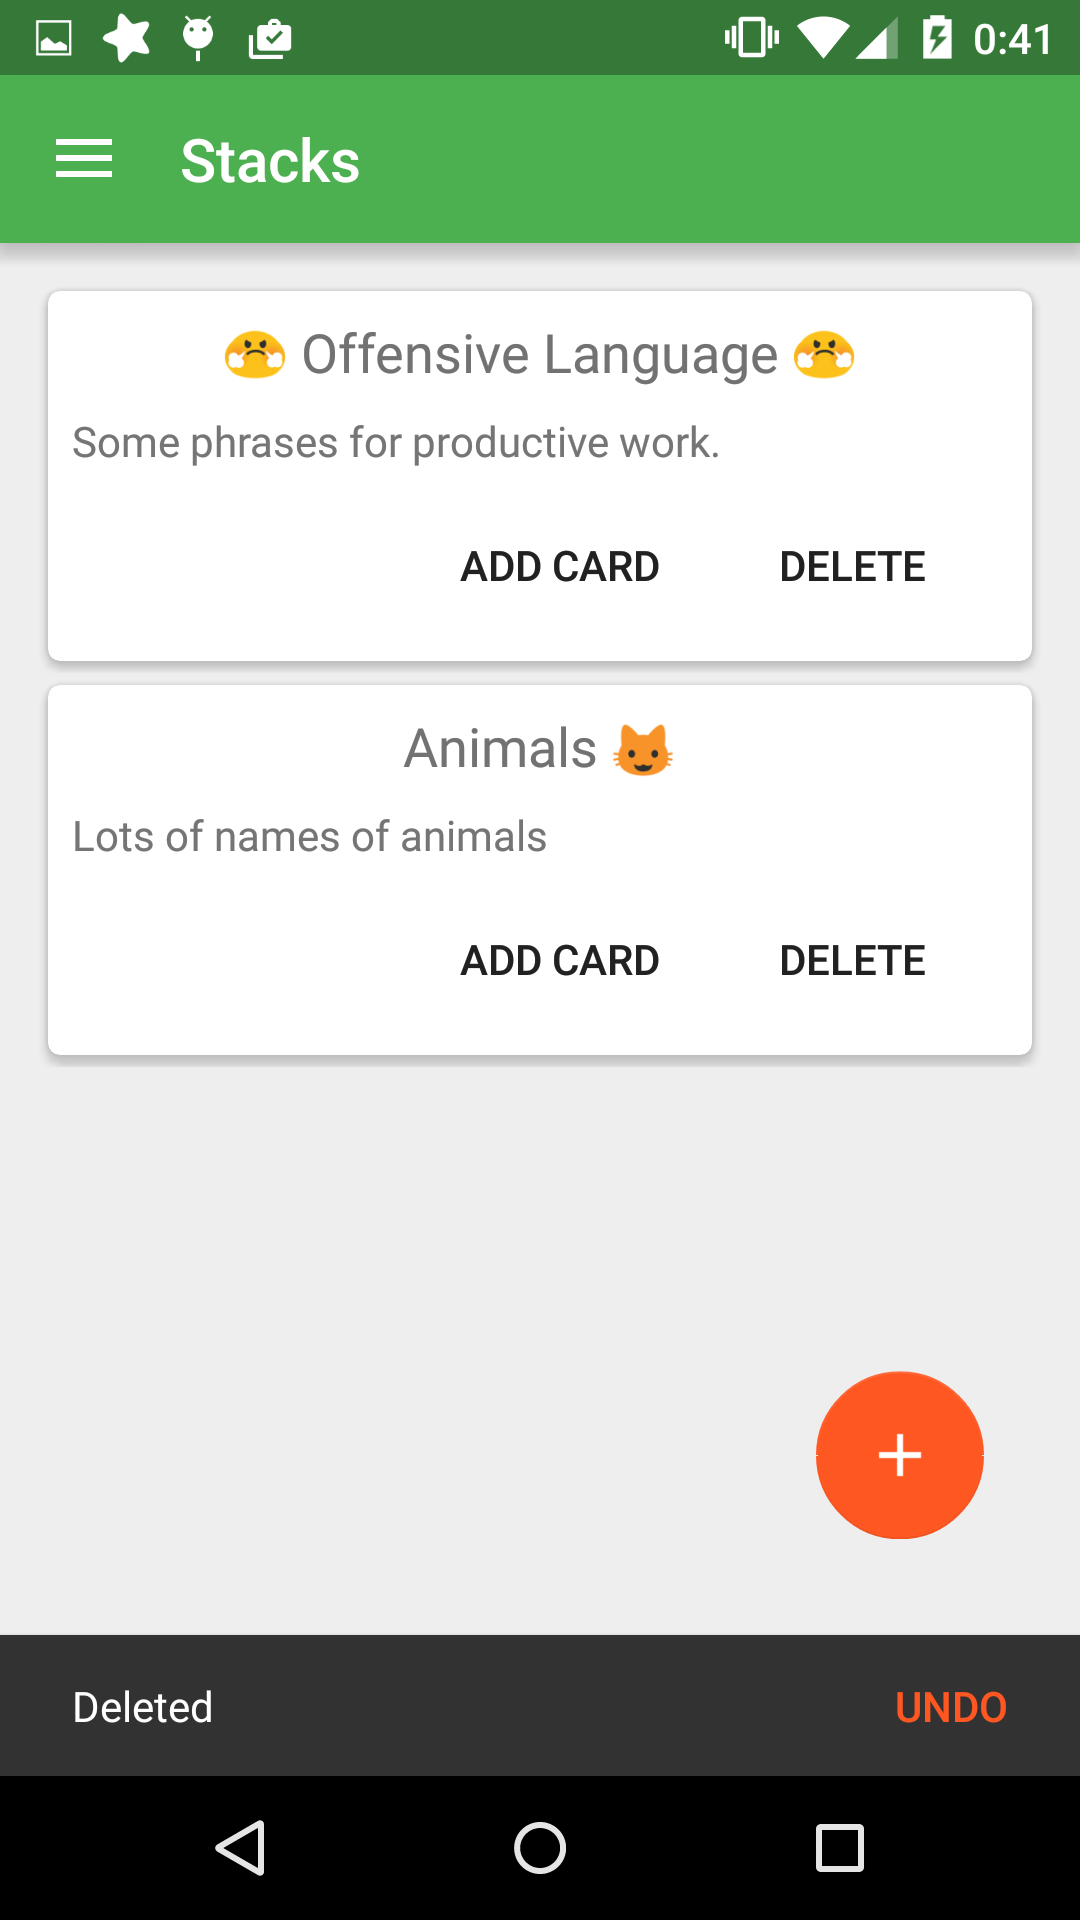 0:41
Stacks
😤 Offensive Language 😤
Some phrases for productive work.
ADD CARD DELETE
Animals 🐱
Lots of names of animals
ADD CARD DELETE
Deleted UNDO